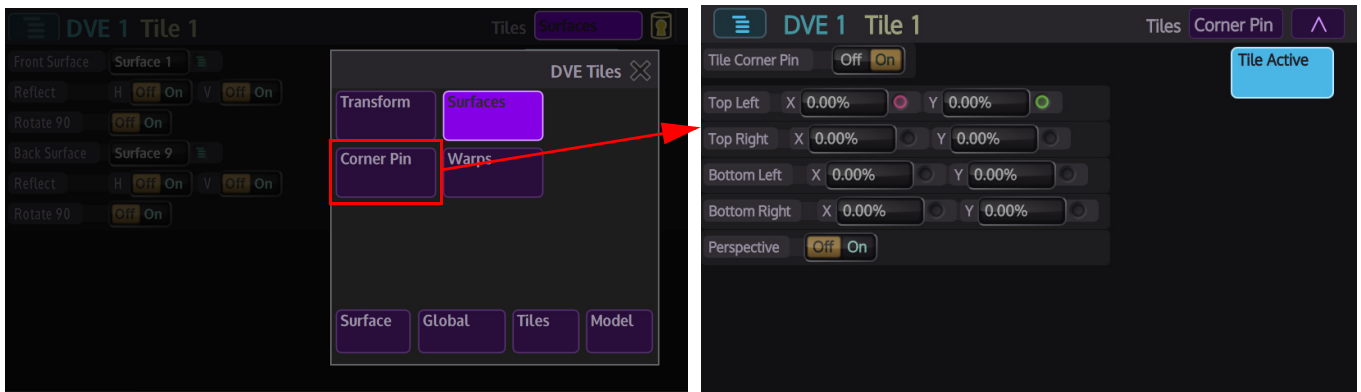 DVE 1 Tile 1 Tiles Surfaces
Front Surface Surface 1
Reflect H Off On V Off On
Rotate 90 Off On
Back Surface Surface 9
Reflect H Off On V Off On
Rotate 90 Off On
DVE Tiles
Transform Surfaces
Corner Pin Warps
Surface Global Tiles Model
DVE 1 Tile 1 Tiles Corner Pin
Tile Corner Pin Off On
Tile Active
Top Left X 0.00% Y 0.00%
Top Right X 0.00% Y 0.00%
Bottom Left X 0.00% Y 0.00%
Bottom Right X 0.00% Y 0.00%
Perspective Off On